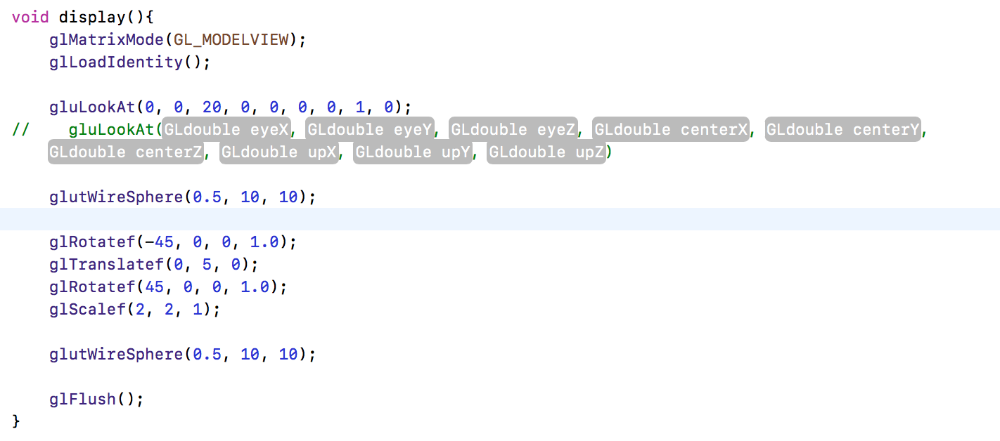 void display(){
glMatrixMode(GL_MODELVIEW);
glLoadIdentity();
gluLookAt(0, 0, 20, 0, 0, 0, 0, 1, 0);
// gluLookAt(GLdouble eyeX, GLdouble eyeY, GLdouble eyeZ, GLdouble centerX, GLdouble centerY,
GLdouble centerZ, GLdouble upX, GLdouble upY, GLdouble upZ)
glutWireSphere(0.5, 10, 10);
glRotatef(-45, 0, 0, 1.0);
glTranslatef(0, 5, 0);
glRotatef(45, 0, 0, 1.0);
glScalef(2, 2, 1);
glutWireSphere(0.5, 10, 10);
glFlush();
}